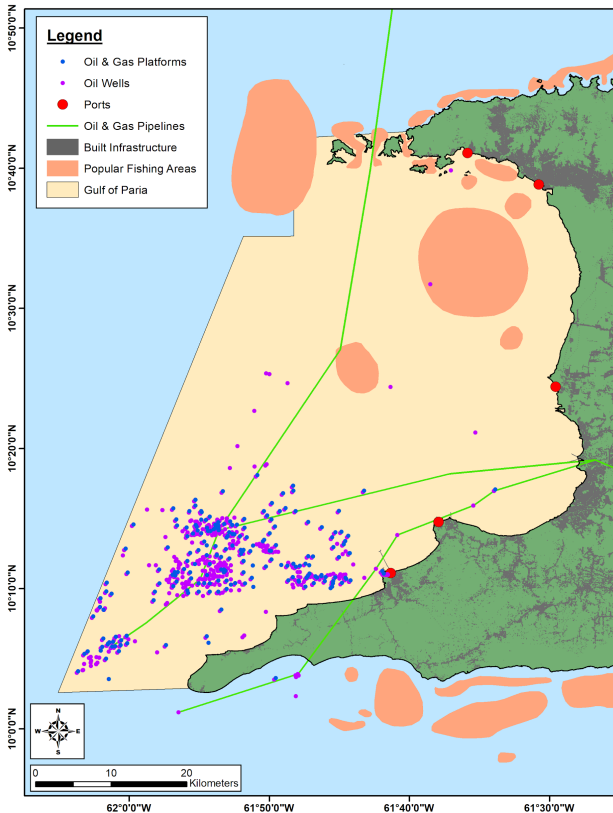 Legend
Oil & Gas Platforms
Oil Wells
Ports
Oil & Gas Pipelines
Built Infrastructure
Popular Fishing Areas
Gulf of Paria
10°50'0"N
10°40'0"N
10°30'0"N
10°20'0"N
10°10'0"N
10°0'0"N
N
W E
S
0 10 20
Kilometers
62°0'0"W 61°50'0"W 61°40'0"W 61°30'0"W